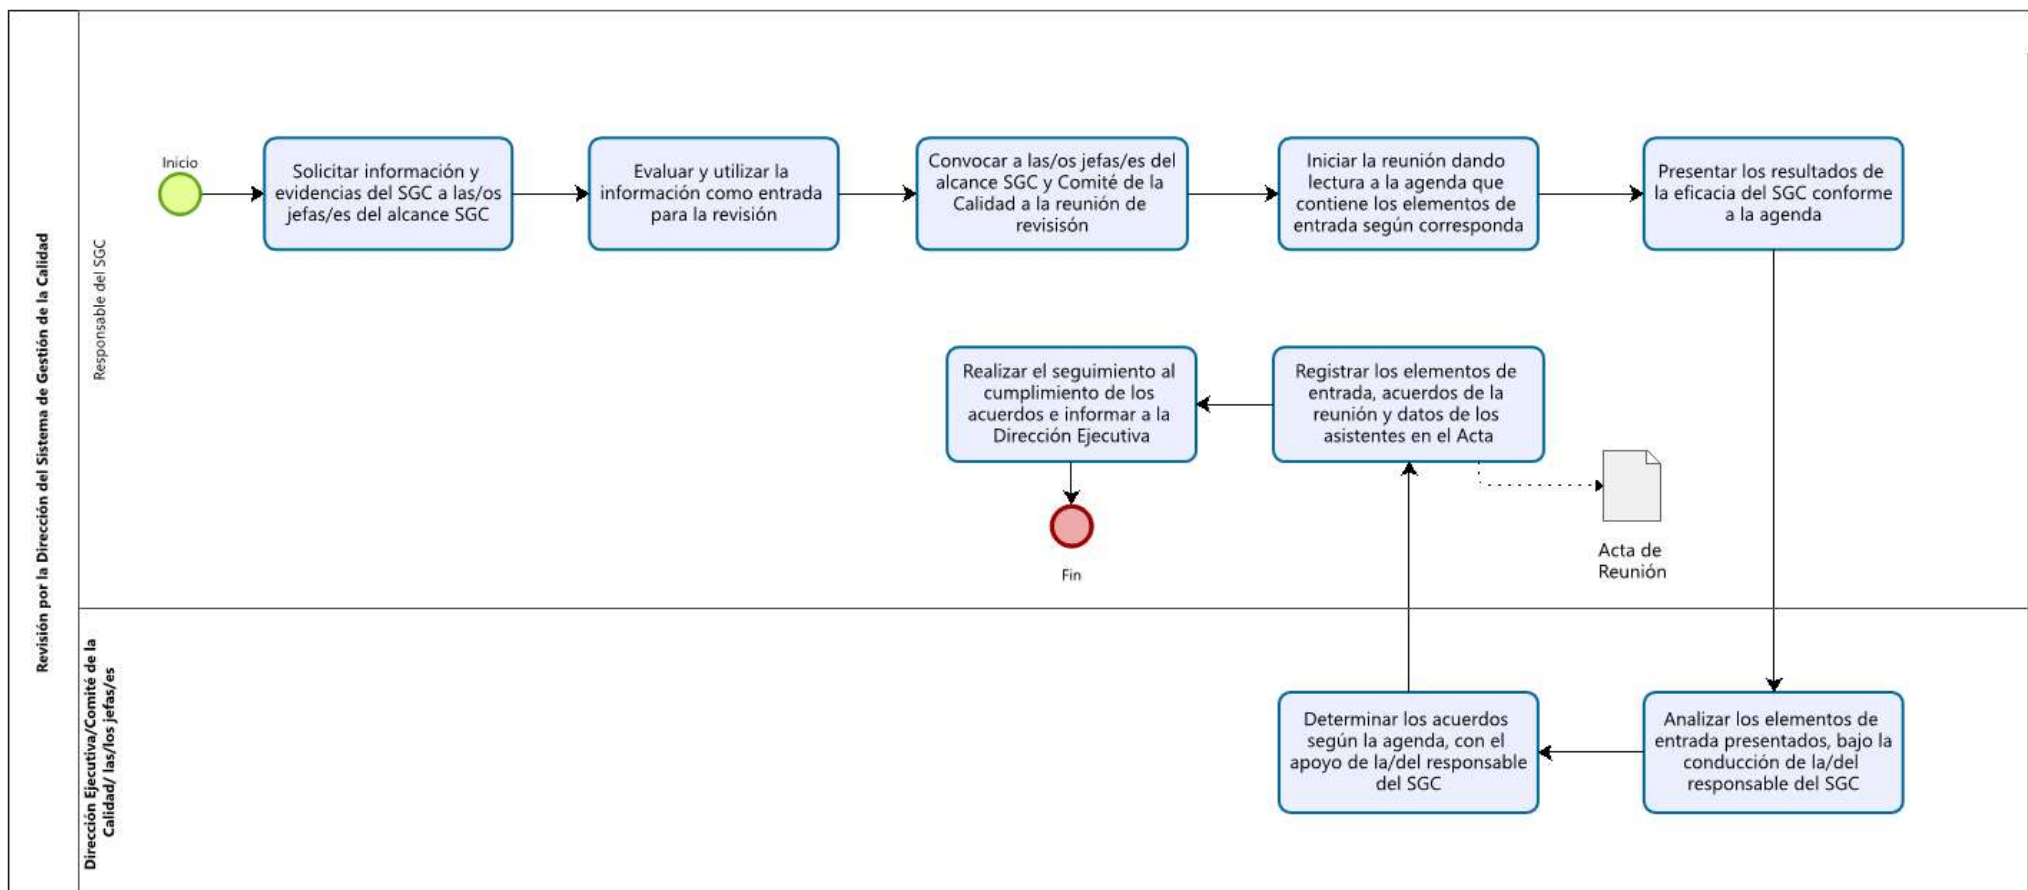 Revisión por la Dirección del Sistema de Gestión de la Calidad
Responsable del SGC
Inicio
Solicitar información y
evidencias del SGC a las/os
jefas/es del alcance SGC
Evaluar y utilizar la
información como entrada
para la revisión
Convocar a las/os jefas/es del
alcance SGC y Comité de la
Calidad a la reunión de
revisisón
Iniciar la reunión dando
lectura a la agenda que
contiene los elementos de
entrada según corresponda
Presentar los resultados de
la eficacia del SGC conforme
a la agenda
Realizar el seguimiento al
cumplimiento de los
acuerdos e informar a la
Dirección Ejecutiva
Registrar los elementos de
entrada, acuerdos de la
reunión y datos de los
asistentes en el Acta
Acta de
Reunión
Fin
Dirección Ejecutiva/Comité de la
Calidad/ las/los jefas/es
Determinar los acuerdos
según la agenda, con el
apoyo de la/del responsable
del SGC
Analizar los elementos de
entrada presentados, bajo la
conducción de la/del
responsable del SGC